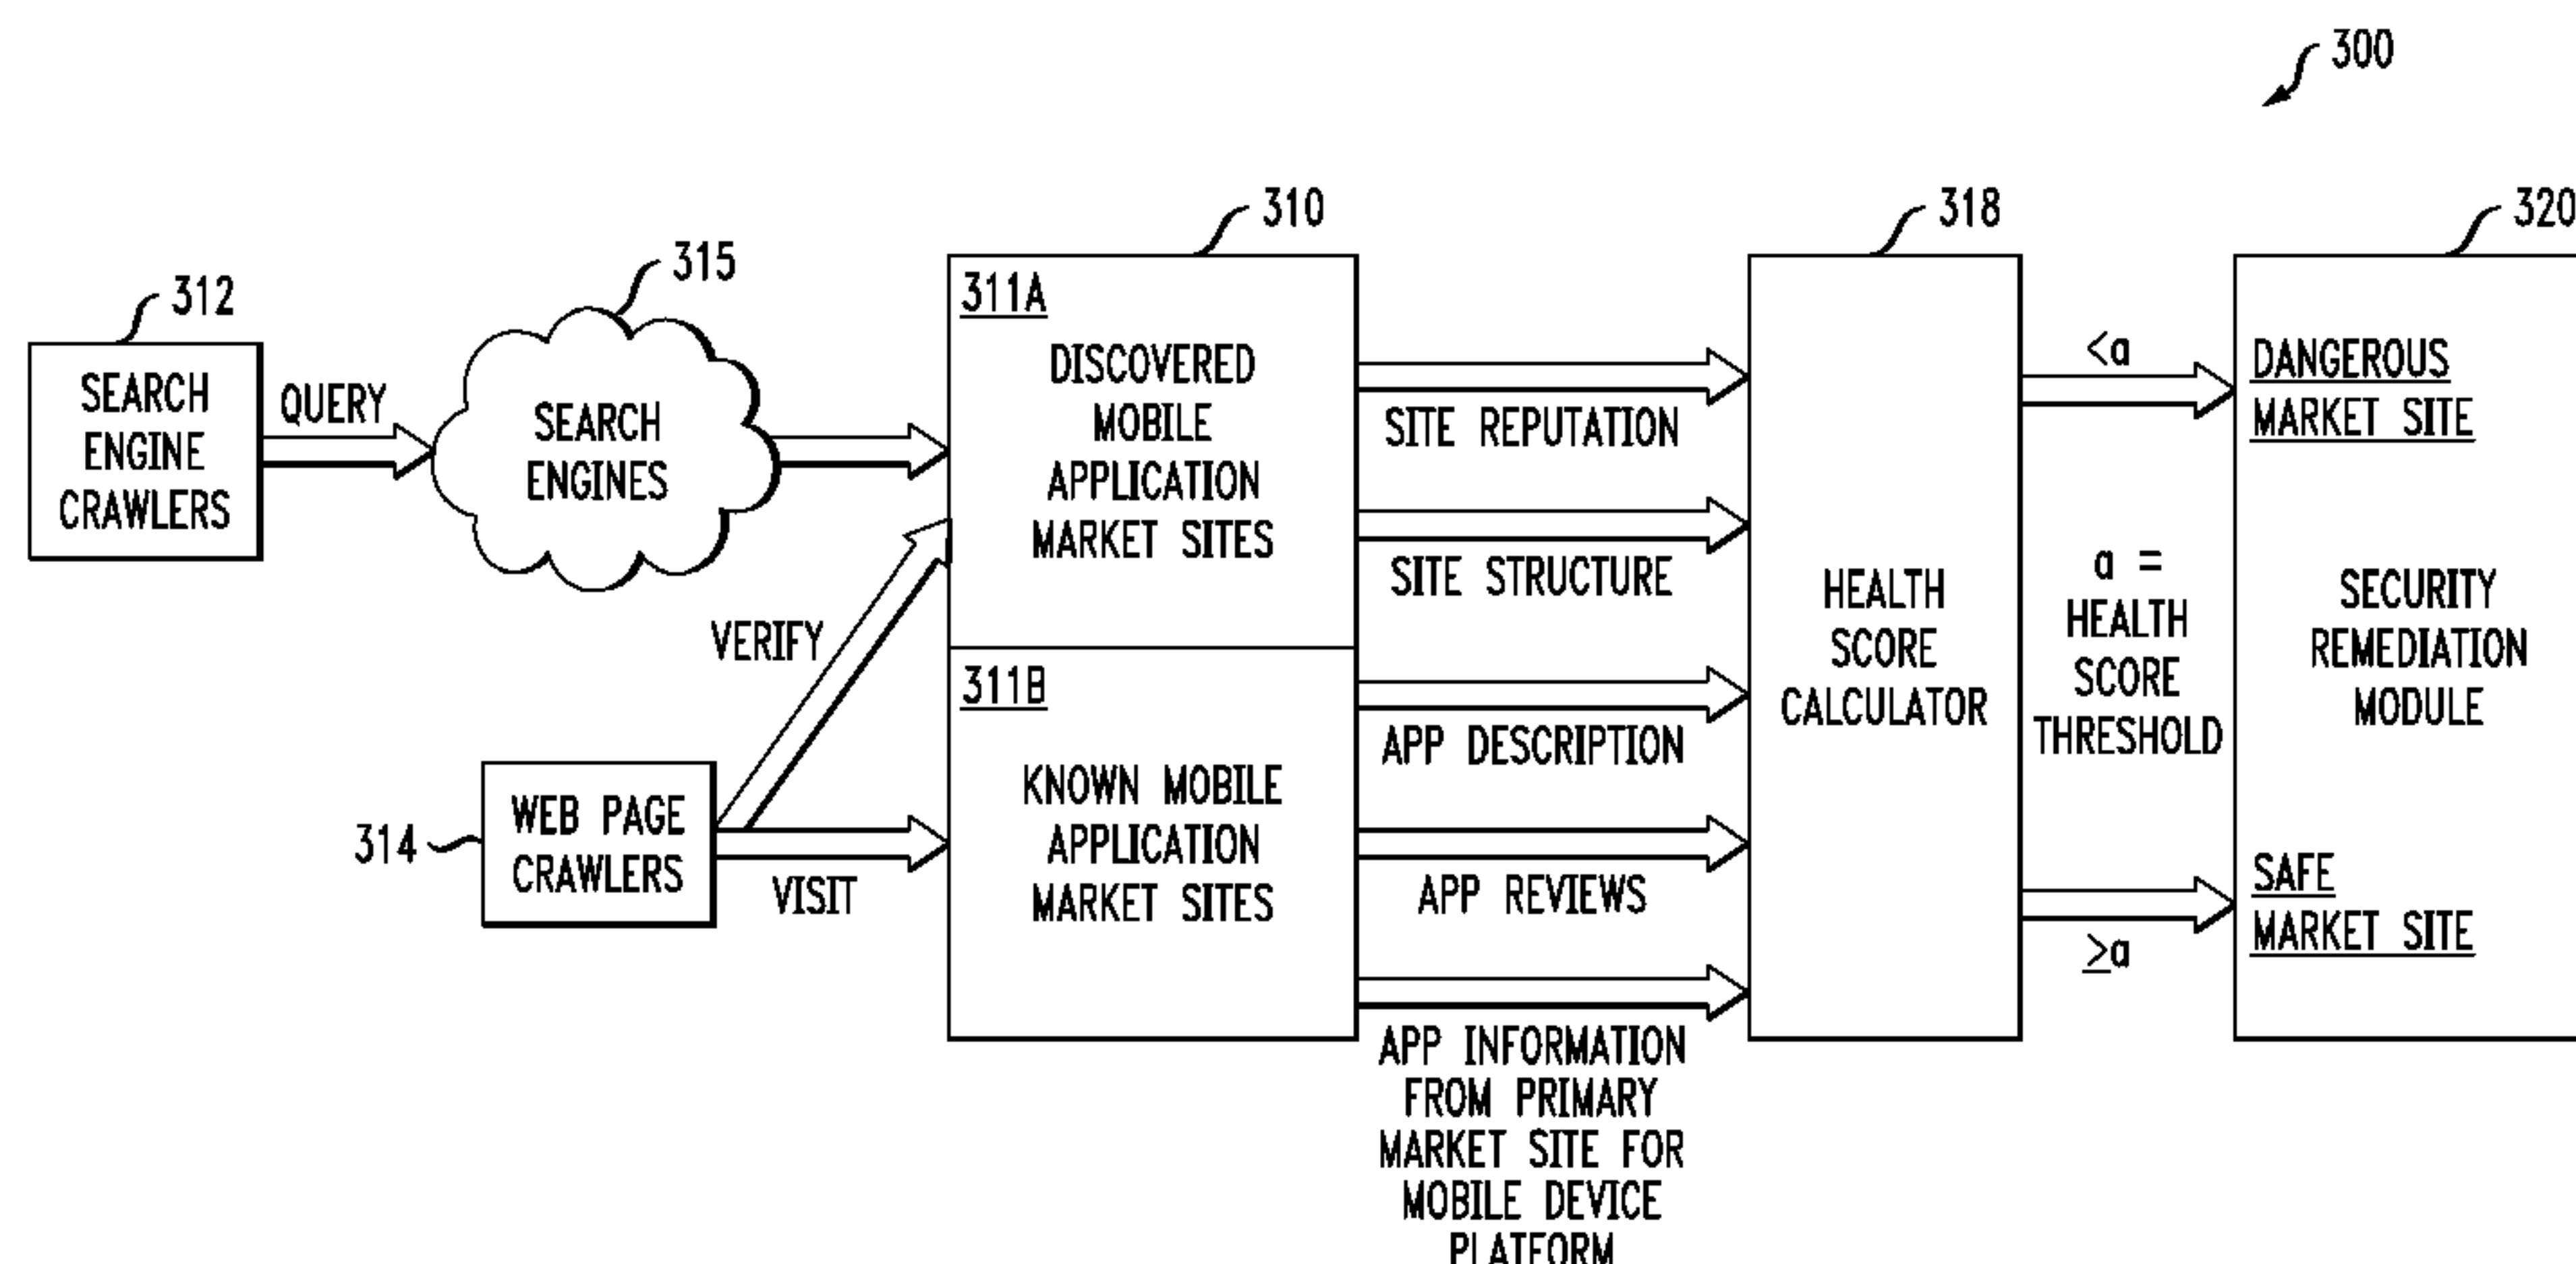 300
310
318
320
315
312
SEARCH
ENGINE
CRAWLERS
QUERY
SEARCH
ENGINES
311A
DISCOVERED
MOBILE
APPLICATION
MARKET SITES
VERIFY
314
WEB PAGE
CRAWLERS
VISIT
311B
KNOWN MOBILE
APPLICATION
MARKET SITES
SITE REPUTATION
SITE STRUCTURE
APP DESCRIPTION
APP REVIEWS
APP INFORMATION
FROM PRIMARY
MARKET SITE FOR
MOBILE DEVICE
PLATFORM
HEALTH
SCORE
CALCULATOR
<a
a =
HEALTH
SCORE
THRESHOLD
≥a
DANGEROUS
MARKET SITE
SECURITY
REMEDIATION
MODULE
SAFE
MARKET SITE